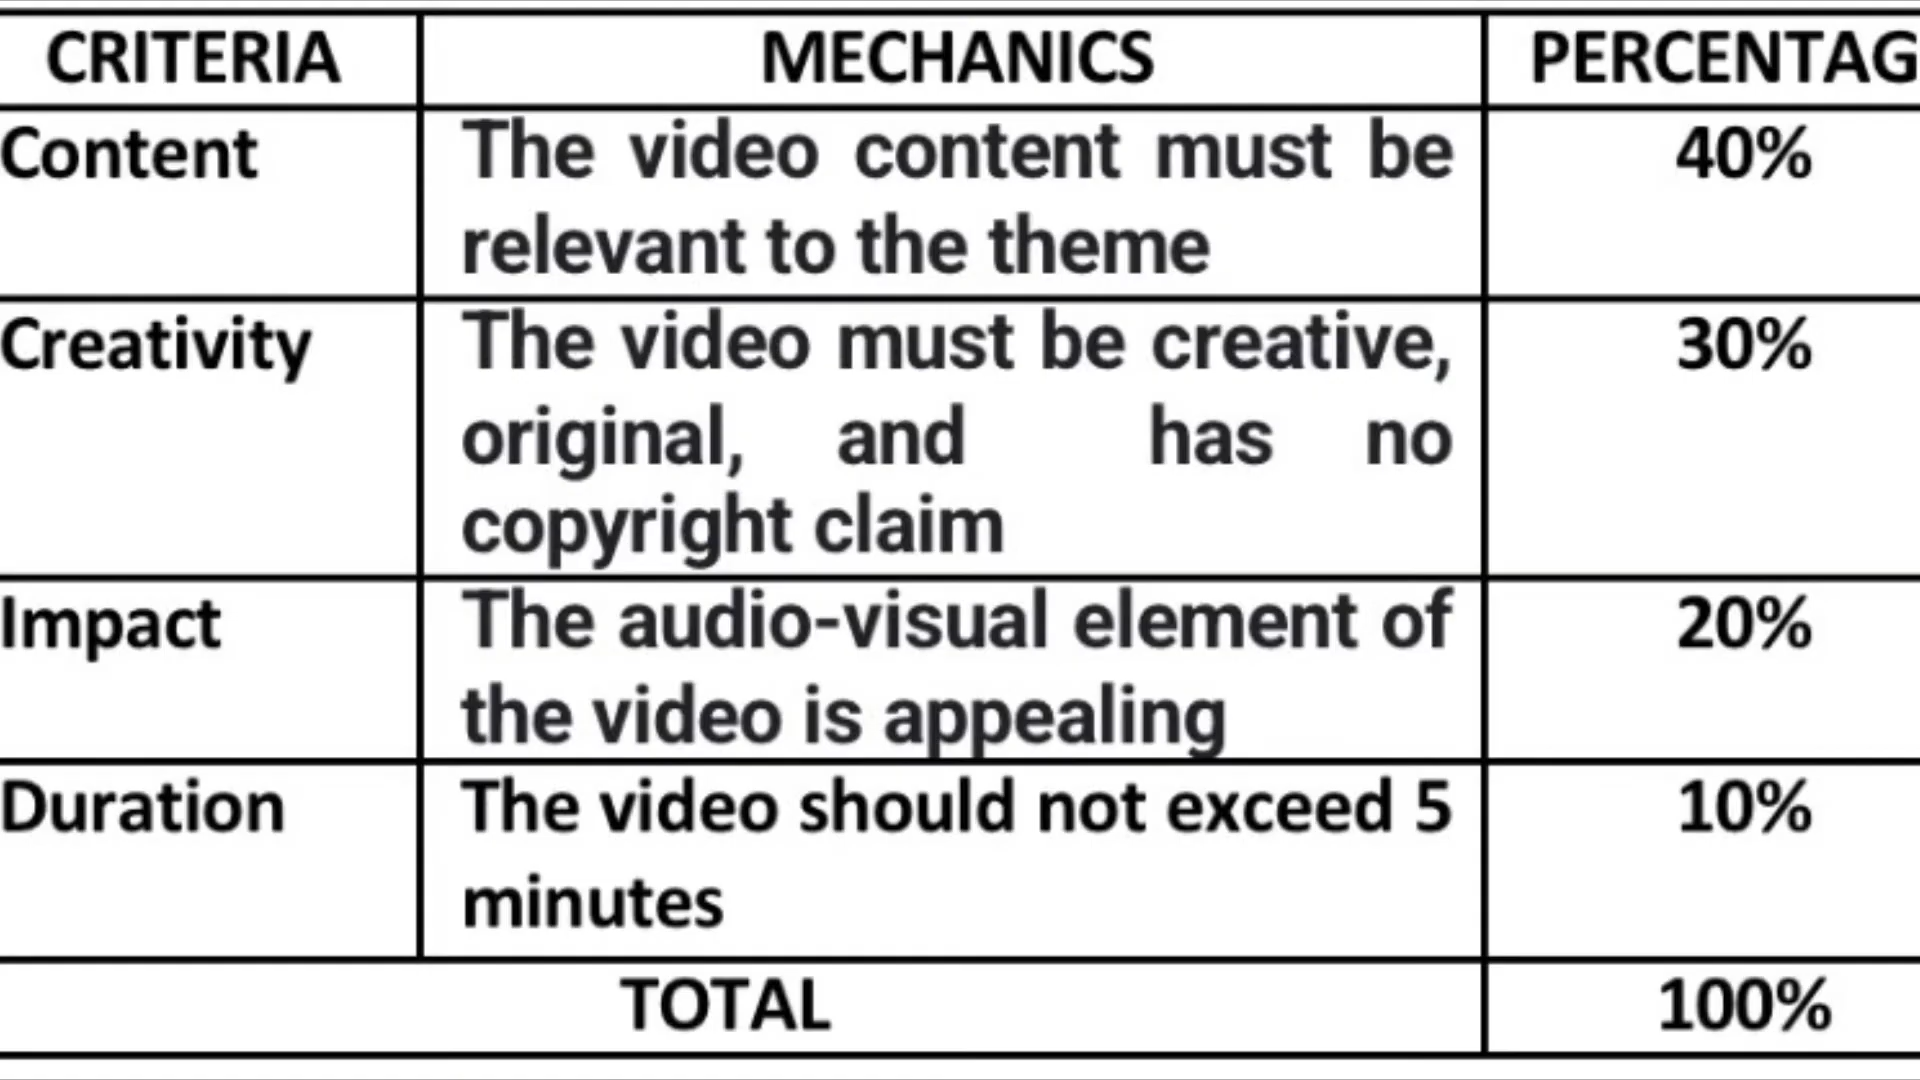 CRITERIA MECHANICS PERCENTAG
Content The video content must be 40%
relevant to the theme
Creativity The video must be creative, 30%
original, and has no
copyright claim
Impact The audio-visual element of 20%
the video is appealing
Duration The video should not exceed 5 10%
minutes
TOTAL 100%